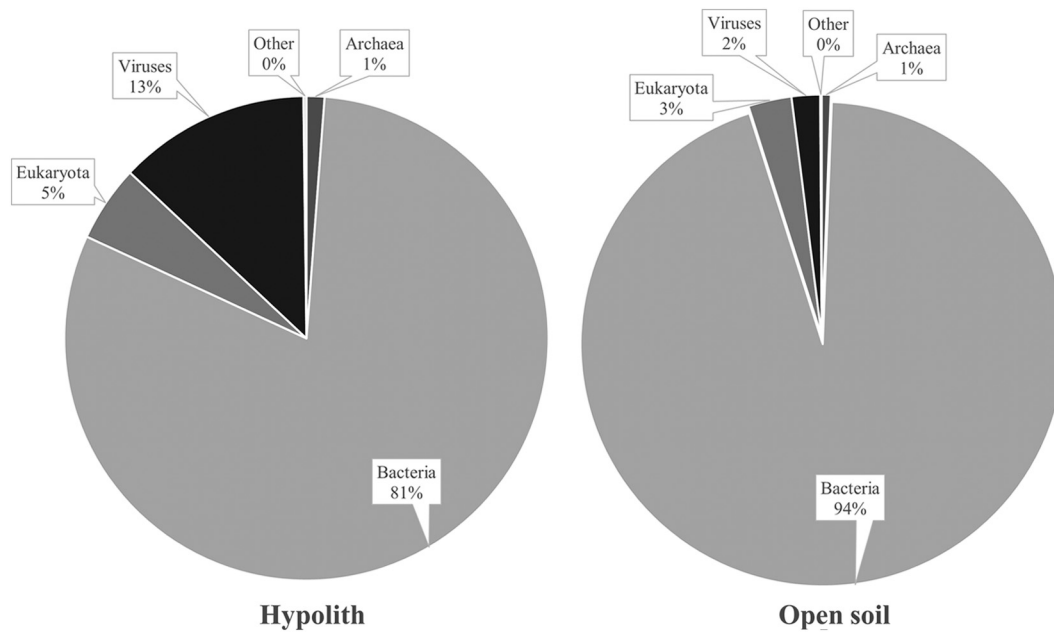 Other
0%
Archaea
1%
Viruses
13%
Eukaryota
5%
Bacteria
81%
Hypolith
Viruses
2%
Other
0%
Archaea
1%
Eukaryota
3%
Bacteria
94%
Open soil